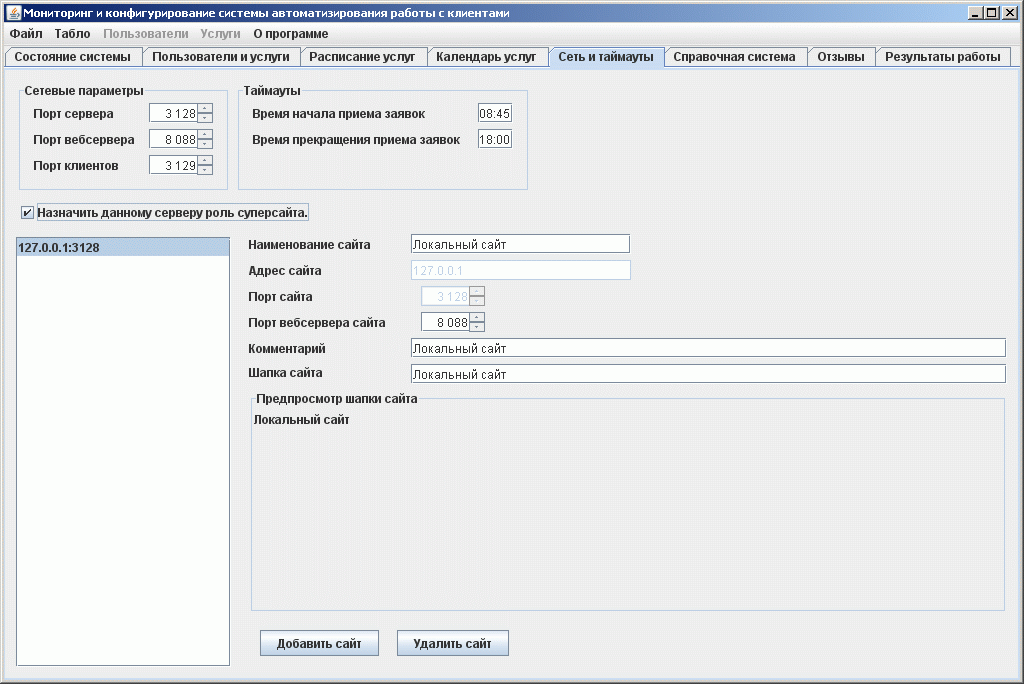 Мониторинг и конфигурирование системы автоматизирования работы с клиентами
Файл Табло Пользователи Услуги О программе
Состояние системы Пользователи и услуги Расписание услуг Календарь услуг Сеть и таймауты Справочная система Отзывы Результаты работы
Сетевые параметры Таймауты
Порт сервера 3 128 Время начала приема заявок 08:45
Порт вебсервера 8 088 Время прекращения приема заявок 18:00
Порт клиентов 3 129
Назначить данному серверу роль суперсайта.
127.0.0.1:3128
Наименование сайта Локальный сайт
Адрес сайта 127.0.0.1
Порт сайта 3 128
Порт вебсервера сайта 8 088
Комментарий Локальный сайт
Шапка сайта Локальный сайт
Предпросмотр шапки сайта
Локальный сайт
Добавить сайт Удалить сайт